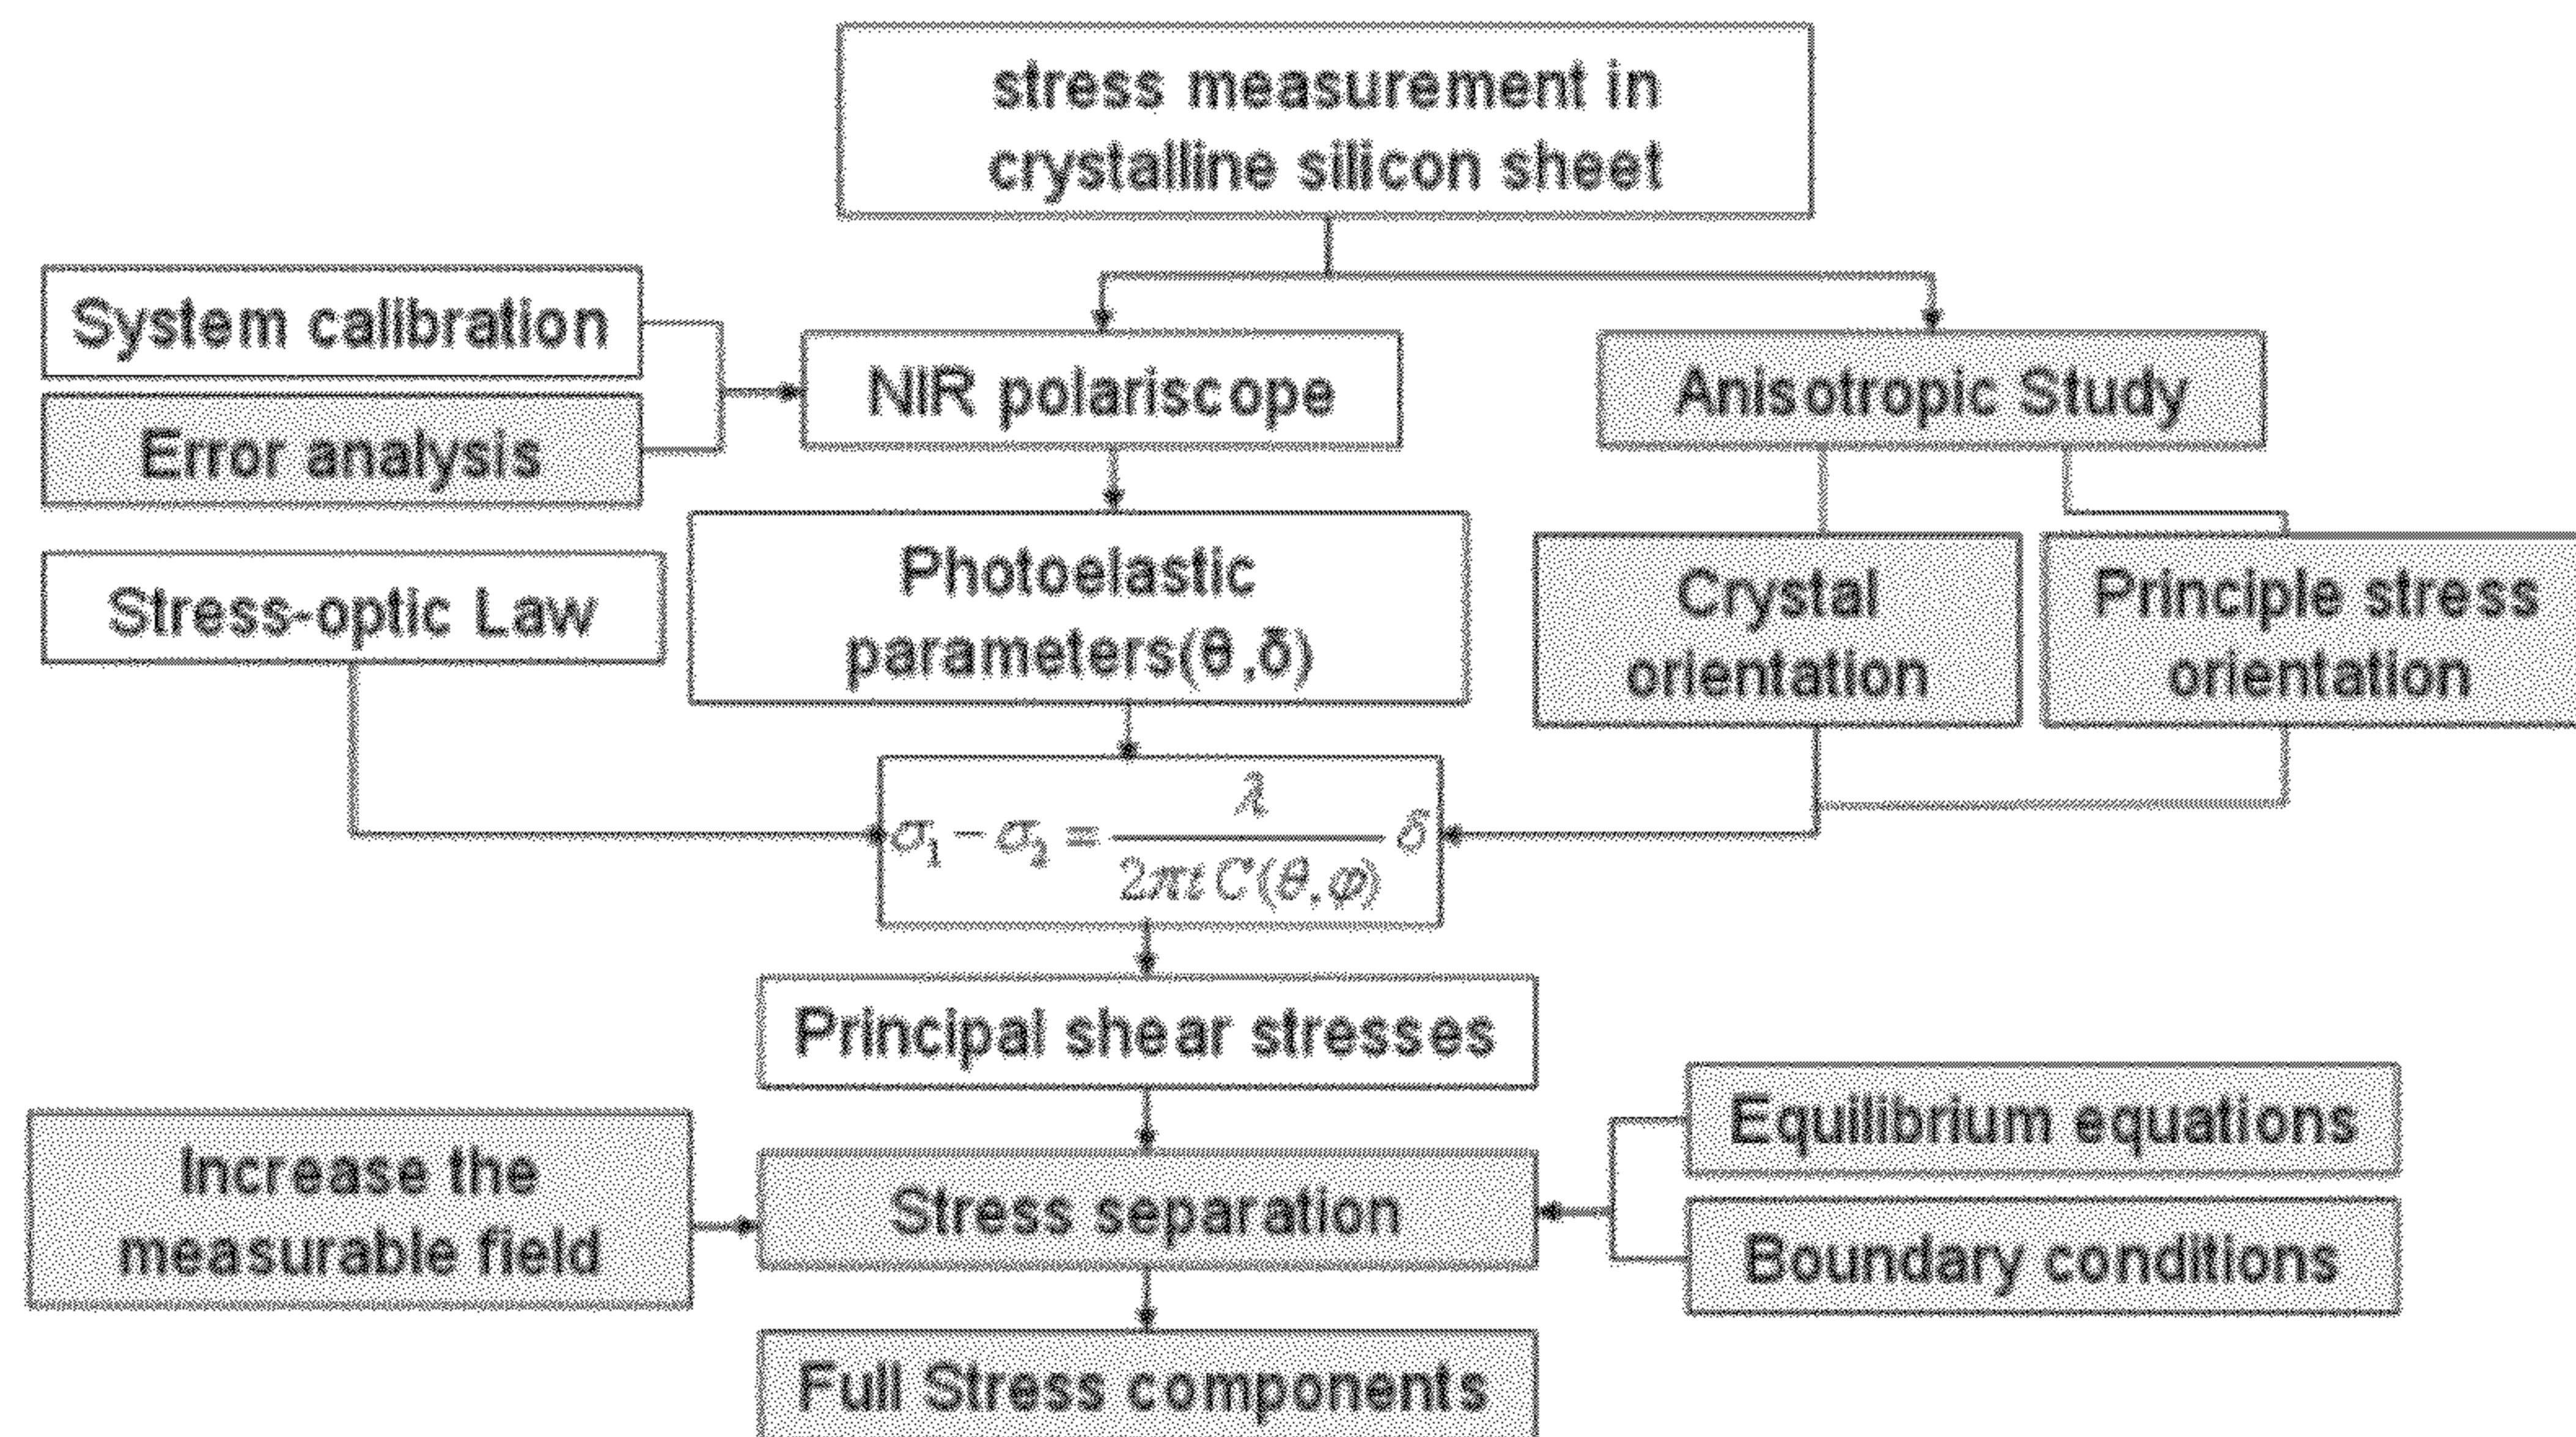 stress measurement in
crystalline silicon sheet
System calibration
Error analysis
NIR polariscope
Anisotropic Study
Stress-optic Law
Photoelastic
parameters(θ,δ)
Crystal
orientation
Principle stress
orientation
σ₁ − σ₂ = λ / 2πt C(θ,φ) δ
Principal shear stresses
Increase the
measurable field
Stress separation
Equilibrium equations
Boundary conditions
Full Stress components